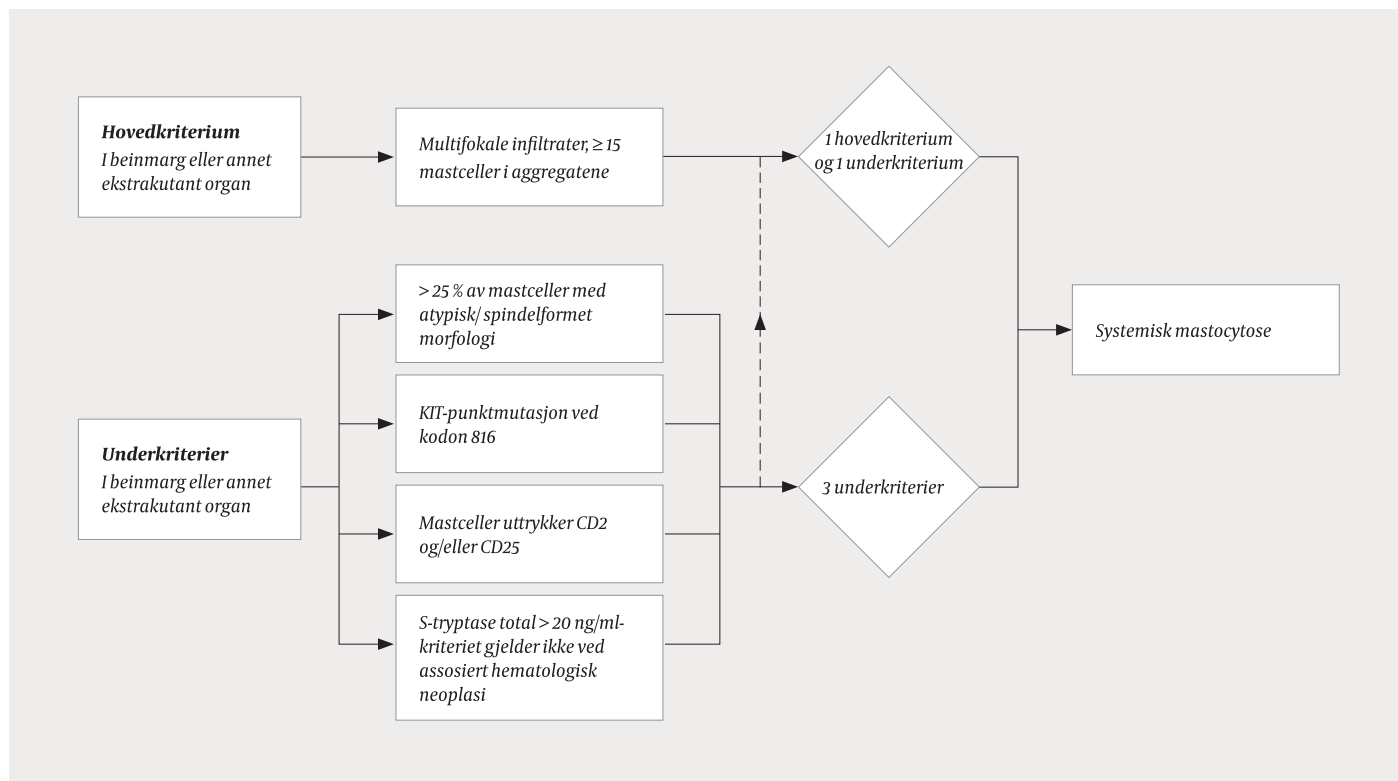 Hovedkriterium
I beinmarg eller annet
ekstrakutant organ
Multifokale infiltrater, ≥ 15
mastceller i aggregatene
1 hovedkriterium
og 1 underkriterium
> 25 % av mastceller med
atypisk/ spindelformet
morfologi
KIT-punktmutasjon ved
kodon 816
Underkriterier
I beinmarg eller annet
ekstrakutant organ
Mastceller uttrykker CD2
og/eller CD25
S-tryptase total > 20 ng/ml-
kriteriet gjelder ikke ved
assosiert hematologisk
neoplasi
3 underkriterier
Systemisk mastocytose